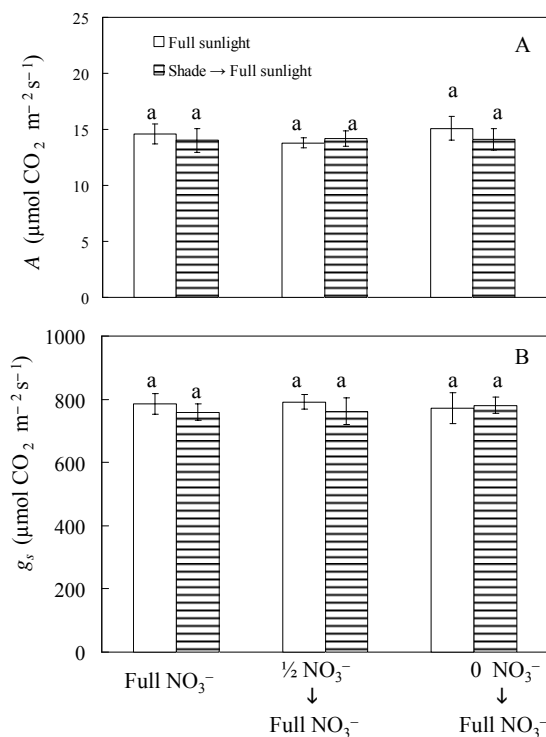 Full sunlight
A
Shade → Full sunlight
A (μmol CO₂ m⁻² s⁻¹)
25
20
15
10
5
0
a a a a a a
B
gₛ (μmol CO₂ m⁻² s⁻¹)
1000
800
600
400
200
0
a a a a a a
Full NO₃⁻ ½ NO₃⁻ 0 NO₃⁻
↓ ↓
Full NO₃⁻ Full NO₃⁻